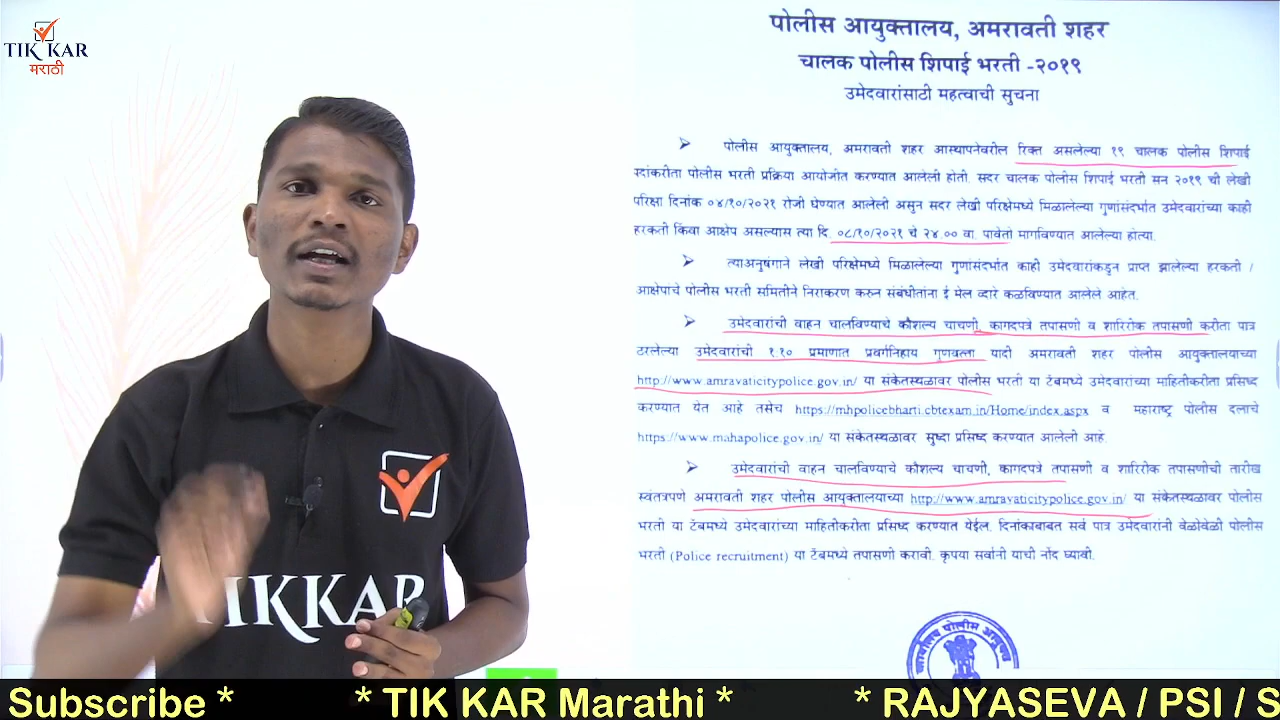 TIK KAR
मराठी
पोलीस आयुक्तालय, अमरावती शहर
चालक पोलीस शिपाई भरती -२०१९
उमेदवारांसाठी महत्वाची सुचना
➤ पोलीस आयुक्तालय, अमरावती शहर आस्थापनेवरील रिक्त असलेल्या १९ चालक पोलीस शिपाई
पदांकरीता पोलीस भरती प्रक्रिया आयोजीत करण्यात आलेली होती. सदर चालक पोलीस शिपाई भरती सन २०१९ ची लेखी
परिक्षा दिनांक ०४/१०/२०२१ रोजी घेण्यात आलेली असुन सदर लेखी परिक्षेमध्ये मिळालेल्या गुणांसंदर्भात उमेदवारांच्या काही
हरकती किंवा आक्षेप असल्यास त्या दि. ०८/१०/२०२१ चे २४.०० वा. पावेतो मागविण्यात आलेल्या होत्या.
➤ त्याअनुषंगाने लेखी परिक्षेमध्ये मिळालेल्या गुणांसंदर्भात काही उमेदवारांकडुन प्राप्त झालेल्या हरकती /
आक्षेपाचे पोलीस भरती समितीने निराकरण करुन संबंधीतांना ई मेल व्दारे कळविण्यात आलेले आहेत.
➤ उमेदवारांची वाहन चालविण्याचे कौशल्य चाचणी, कागदपत्रे तपासणी व शारिरीक तपासणी करीता पात्र
ठरलेल्या उमेदवारांची १:१० प्रमाणात प्रवर्गनिहाय गुणवत्ता यादी अमरावती शहर पोलीस आयुक्तालयाच्या
http://www.amravaticitypolice.gov.in/ या संकेतस्थळावर पोलीस भरती या टॅबमध्ये उमेदवारांच्या माहितीकरीता प्रसिध्द
करण्यात येत आहे तसेच https://mhpolicebharti.cbtexam.in/Home/index.aspx व महाराष्ट्र पोलीस दलाचे
https://www.mahapolice.gov.in/ या संकेतस्थळावर सुध्दा प्रसिध्द करण्यात आलेली आहे.
➤ उमेदवारांची वाहन चालविण्याचे कौशल्य चाचणी, कागदपत्रे तपासणी व शारिरीक तपासणीची तारीख
स्वतंत्रपणे अमरावती शहर पोलीस आयुक्तालयाच्या http://www.amravaticitypolice.gov.in/ या संकेतस्थळावर पोलीस
भरती या टॅबमध्ये उमेदवारांच्या माहितीकरीता प्रसिध्द करण्यात येईल. दिनांकाबाबत सर्व पात्र उमेदवारांनी वेळोवेळी पोलीस
भरती (Police recruitment) या टॅबमध्ये तपासणी करावी. कृपया सर्वांनी याची नोंद घ्यावी.
TIKKAR
Subscribe * * TIK KAR Marathi * * RAJYASEVA / PSI / S